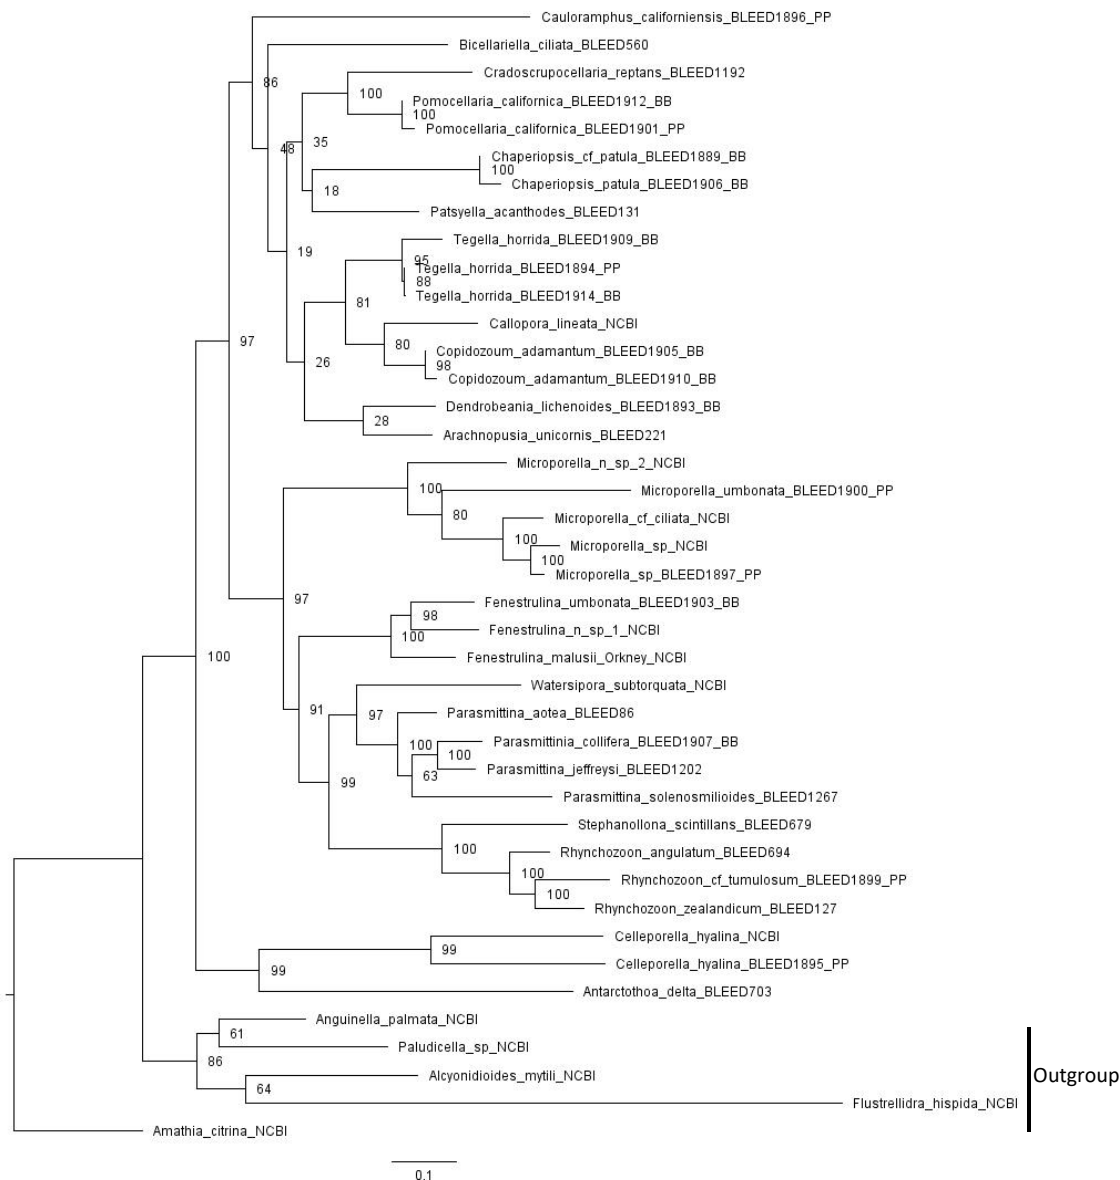 Cauloramphus_californiensis_BLEED1896_PP
Bicellariella_ciliata_BLEED560
86
Cradoscrupocellaria_reptans_BLEED1192
100
Pomocellaria_californica_BLEED1912_BB
100
Pomocellaria_californica_BLEED1901_PP
35
48
Chaperiopsis_cf_patula_BLEED1889_BB
100
Chaperiopsis_patula_BLEED1906_BB
18
Patsyella_acanthodes_BLEED131
Tegella_horrida_BLEED1909_BB
19
95
Tegella_horrida_BLEED1894_PP
88
Tegella_horrida_BLEED1914_BB
81
Callopora_lineata_NCBI
97
80
Copidozoum_adamantum_BLEED1905_BB
26
98
Copidozoum_adamantum_BLEED1910_BB
Dendrobeania_lichenoides_BLEED1893_BB
28
Arachnopusia_unicornis_BLEED221
Microporella_n_sp_2_NCBI
100
Microporella_umbonata_BLEED1900_PP
80
Microporella_cf_ciliata_NCBI
100
Microporella_sp_NCBI
100
Microporella_sp_BLEED1897_PP
97
Fenestrulina_umbonata_BLEED1903_BB
98
Fenestrulina_n_sp_1_NCBI
100
Fenestrulina_malusii_Orkney_NCBI
100
Watersipora_subtorquata_NCBI
91
97
Parasmittina_aotea_BLEED86
100
Parasmittinia_collifera_BLEED1907_BB
100
Parasmittina_jeffreysi_BLEED1202
63
99
Parasmittina_solenosmilioides_BLEED1267
Stephanollona_scintillans_BLEED679
100
Rhynchozoon_angulatum_BLEED694
100
Rhynchozoon_cf_tumulosum_BLEED1899_PP
100
Rhynchozoon_zealandicum_BLEED127
Celleporella_hyalina_NCBI
99
Celleporella_hyalina_BLEED1895_PP
99
Antarctothoa_delta_BLEED703
Anguinella_palmata_NCBI
61
Paludicella_sp_NCBI
86
Alcyonidioides_mytili_NCBI
64
Outgroup
Flustrellidra_hispida_NCBI
Amathia_citrina_NCBI
0.1